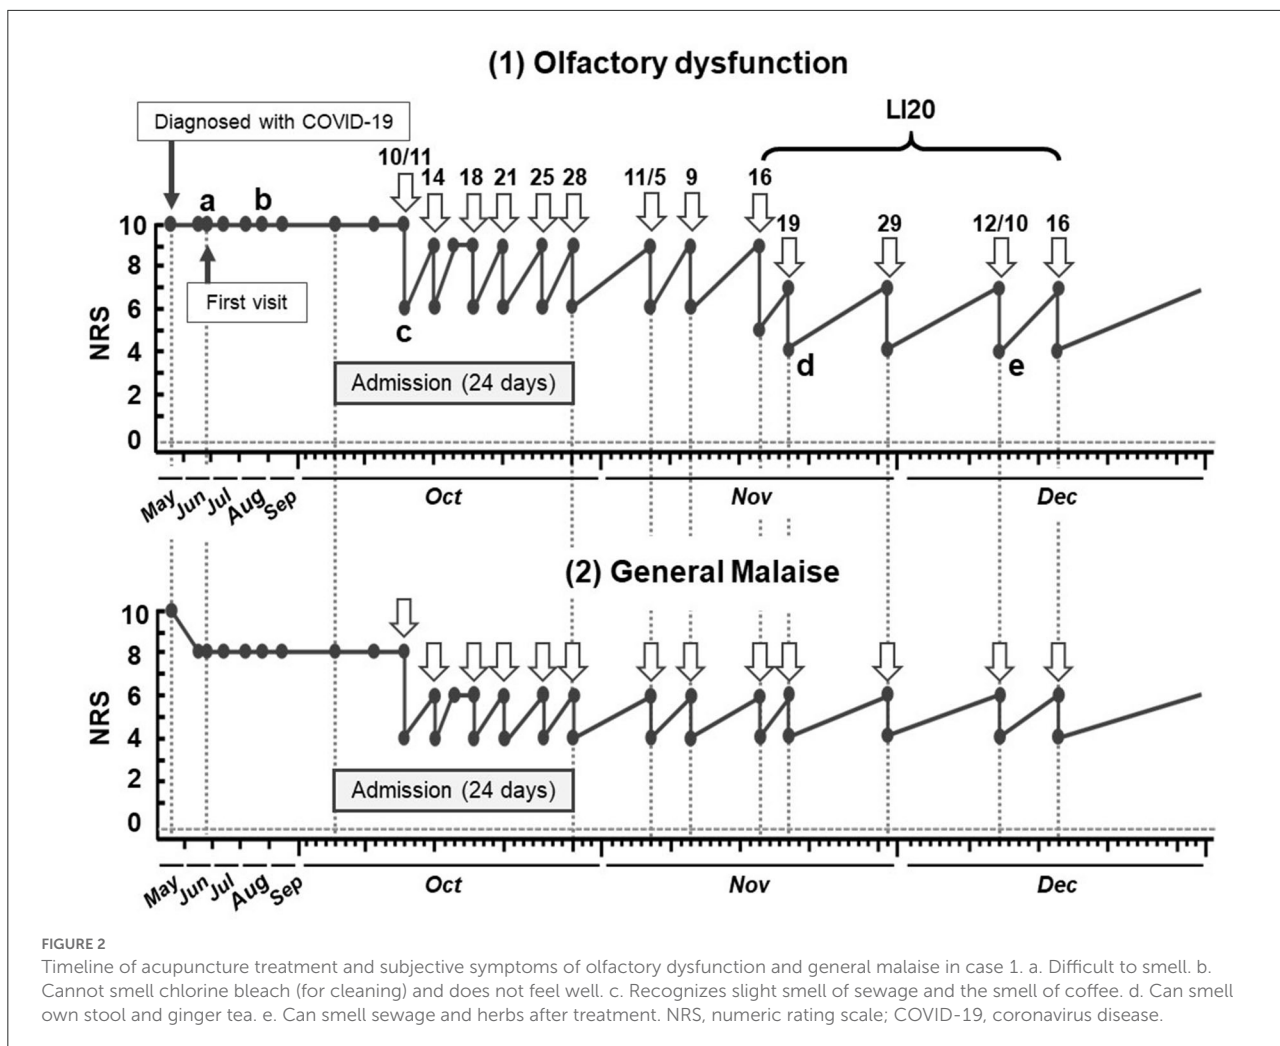 (1) Olfactory dysfunction
LI20
Diagnosed with COVID-19
10/11
14
18
21
25
28
11/5
9
16
19
29
12/10
16
a
b
First visit
c
d
e
Admission (24 days)
NRS
10
8
6
4
2
0
May
Jun
Jul
Aug
Sep
Oct
Nov
Dec
(2) General Malaise
NRS
10
8
6
4
2
0
Admission (24 days)
May
Jun
Jul
Aug
Sep
Oct
Nov
Dec
FIGURE 2
Timeline of acupuncture treatment and subjective symptoms of olfactory dysfunction and general malaise in case 1. a. Difficult to smell. b.
Cannot smell chlorine bleach (for cleaning) and does not feel well. c. Recognizes slight smell of sewage and the smell of coffee. d. Can smell
own stool and ginger tea. e. Can smell sewage and herbs after treatment. NRS, numeric rating scale; COVID-19, coronavirus disease.